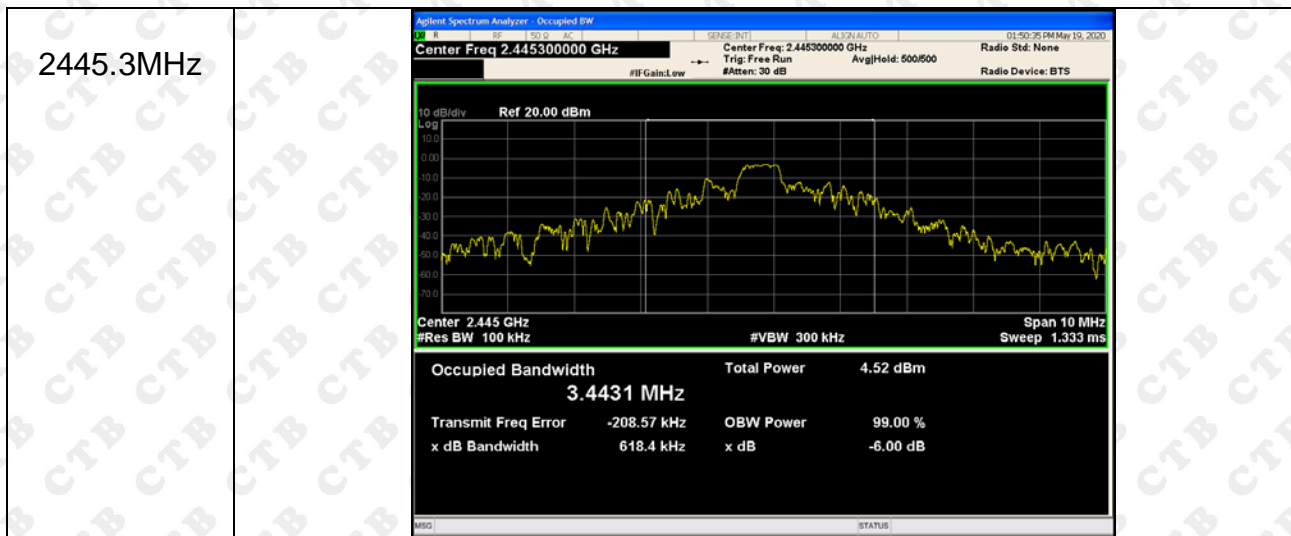 2445.3MHz
Agilent Spectrum Analyzer - Occupied BW
LXI R RF 50 Ω AC SENSE:INT ALIGN AUTO 01:50:35 PM May 19, 2020
Center Freq 2.445300000 GHz Center Freq: 2.445300000 GHz Radio Std: None
Trig: Free Run Avg|Hold: 500/500
#IFGain:Low #Atten: 30 dB Radio Device: BTS
10 dB/div Ref 20.00 dBm
Log
10.0
0.00
-10.0
-20.0
-30.0
-40.0
-50.0
-60.0
-70.0
Center 2.445 GHz Span 10 MHz
#Res BW 100 kHz #VBW 300 kHz Sweep 1.333 ms
Occupied Bandwidth Total Power 4.52 dBm
3.4431 MHz
Transmit Freq Error -208.57 kHz OBW Power 99.00 %
x dB Bandwidth 618.4 kHz x dB -6.00 dB
MSG STATUS
CTB